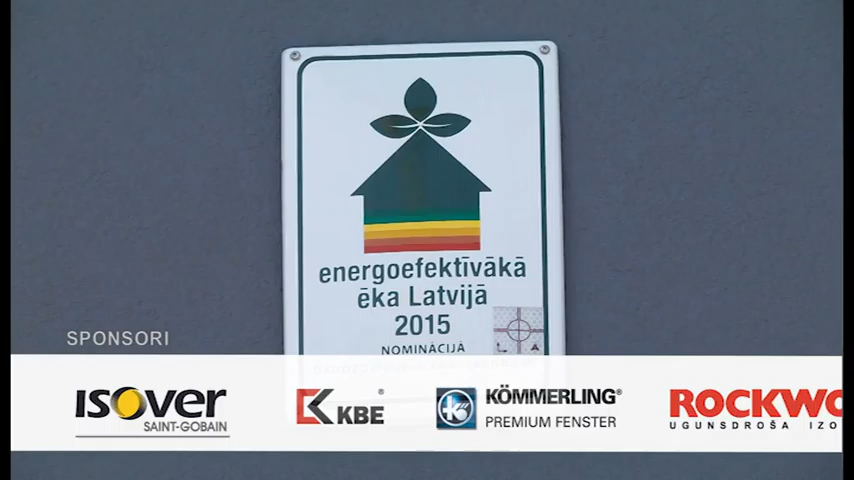 energoefektīvākā
ēka Latvijā
2015
NOMINĀCIJĀ
SPONSORI
ISOVER
SAINT-GOBAIN
KBE
®
KÖMMERLING®
PREMIUM FENSTER
ROCKWO
UGUNSDROŠA IZO